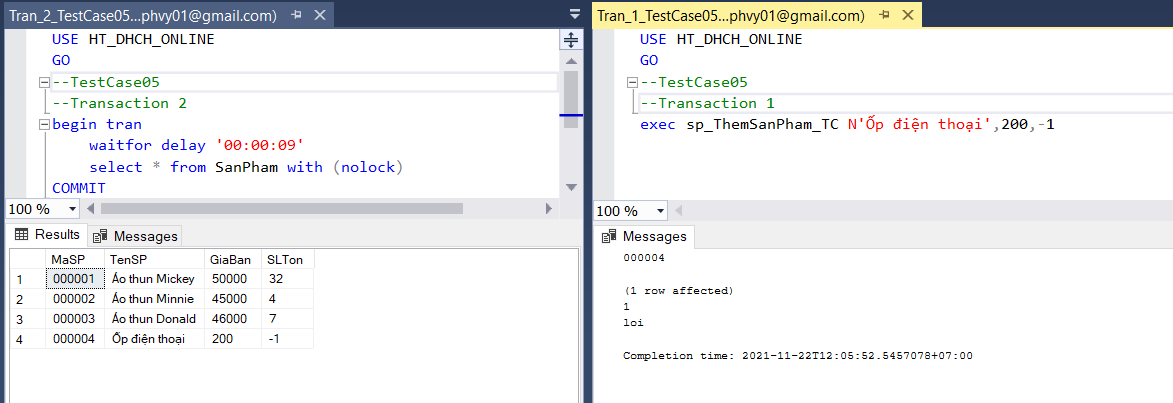 Tran_2_TestCase05...phvy01@gmail.com)
USE HT_DHCH_ONLINE
GO
--TestCase05
--Transaction 2
begin tran
waitfor delay '00:00:09'
select * from SanPham with (nolock)
COMMIT
100 %
Results Messages
MaSP TenSP GiaBan SLTon
1 000001 Áo thun Mickey 50000 32
2 000002 Áo thun Minnie 45000 4
3 000003 Áo thun Donald 46000 7
4 000004 Ốp điện thoại 200 -1
Tran_1_TestCase05...phvy01@gmail.com)
USE HT_DHCH_ONLINE
GO
--TestCase05
--Transaction 1
exec sp_ThemSanPham_TC N'Ốp điện thoại',200,-1
100 %
Messages
000004
(1 row affected)
1
loi
Completion time: 2021-11-22T12:05:52.5457078+07:00